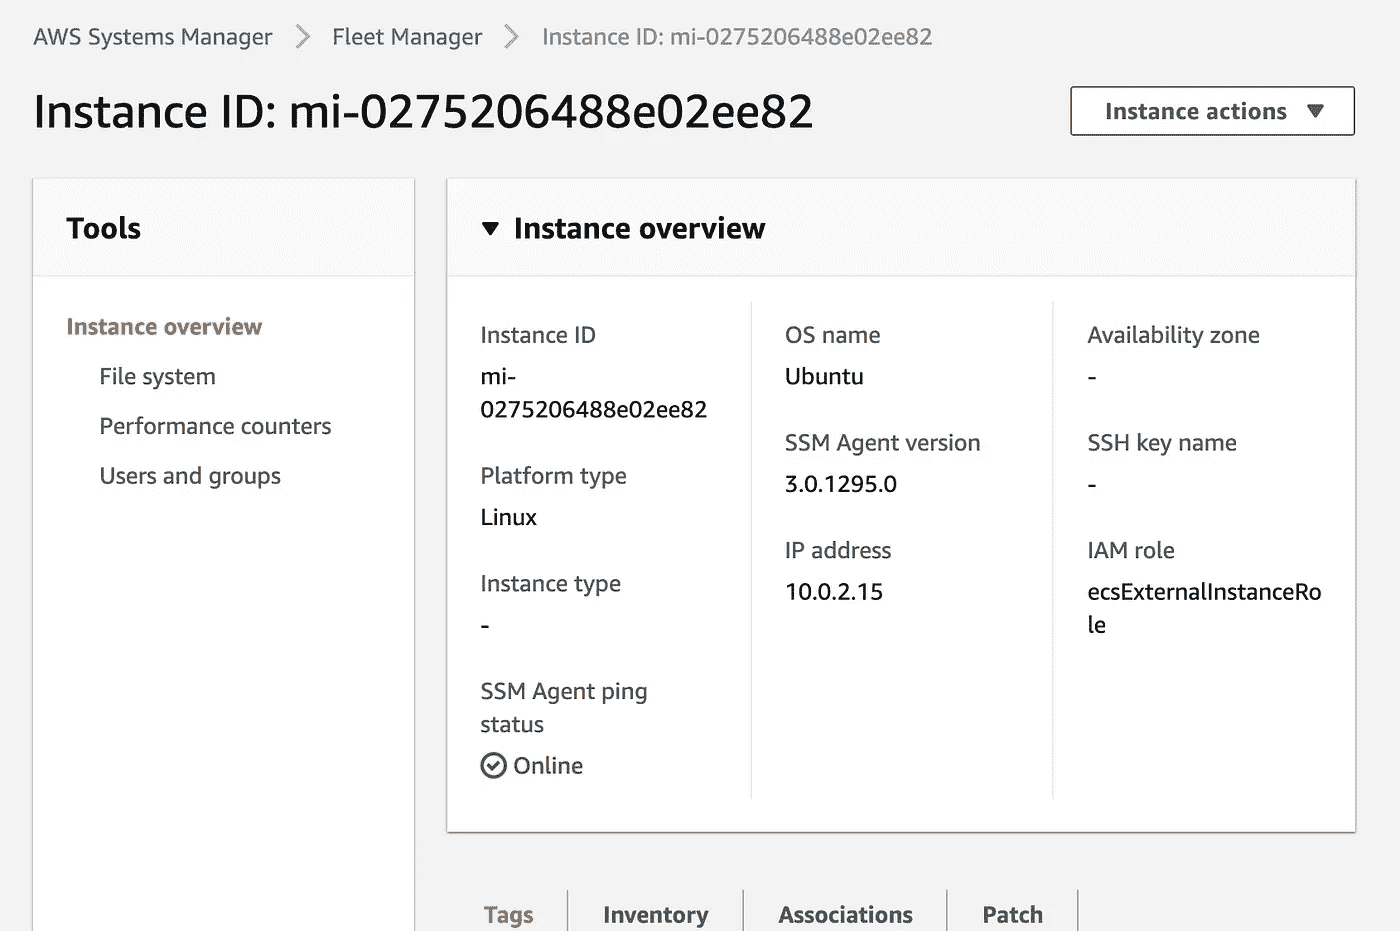 AWS Systems Manager > Fleet Manager > Instance ID: mi-0275206488e02ee82
Instance ID: mi-0275206488e02ee82
Instance actions ▼
Tools
Instance overview
File system
Performance counters
Users and groups
▼ Instance overview
Instance ID
mi-
0275206488e02ee82
Platform type
Linux
Instance type
-
SSM Agent ping
status
Online
OS name
Ubuntu
SSM Agent version
3.0.1295.0
IP address
10.0.2.15
Availability zone
-
SSH key name
-
IAM role
ecsExternalInstanceRo
le
Tags
Inventory
Associations
Patch